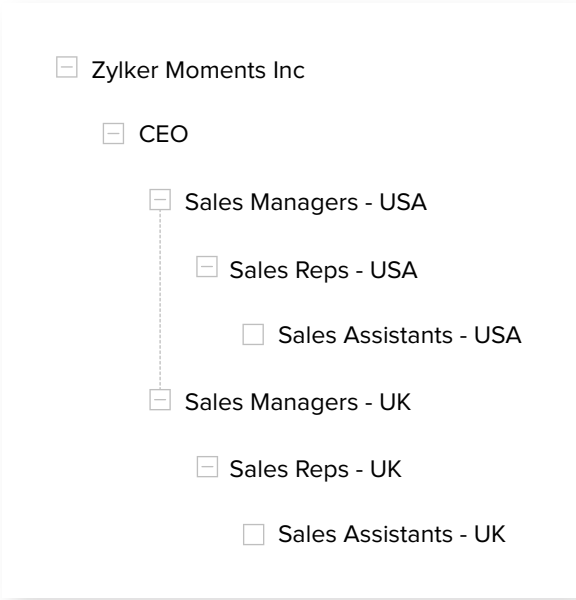 Zylker Moments Inc
CEO
Sales Managers - USA
Sales Reps - USA
Sales Assistants - USA
Sales Managers - UK
Sales Reps - UK
Sales Assistants - UK